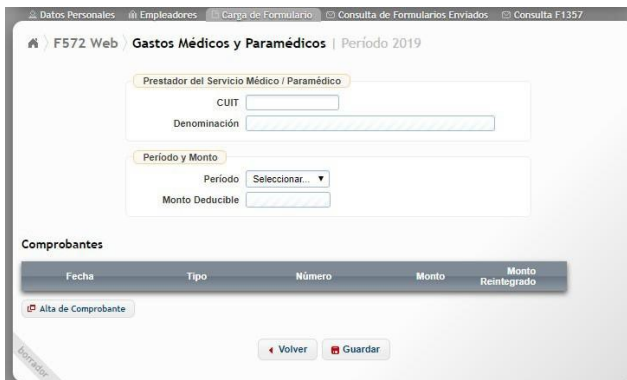 Datos Personales Empleadores Carga de Formulario Consulta de Formularios Enviados Consulta F1357
F572 Web Gastos Médicos y Paramédicos | Período 2019
Prestador del Servicio Médico / Paramédico
CUIT
Denominación
Período y Monto
Período Seleccionar...
Monto Deducible
Comprobantes
Fecha Tipo Número Monto Monto Reintegrado
Alta de Comprobante
Volver Guardar
borrador